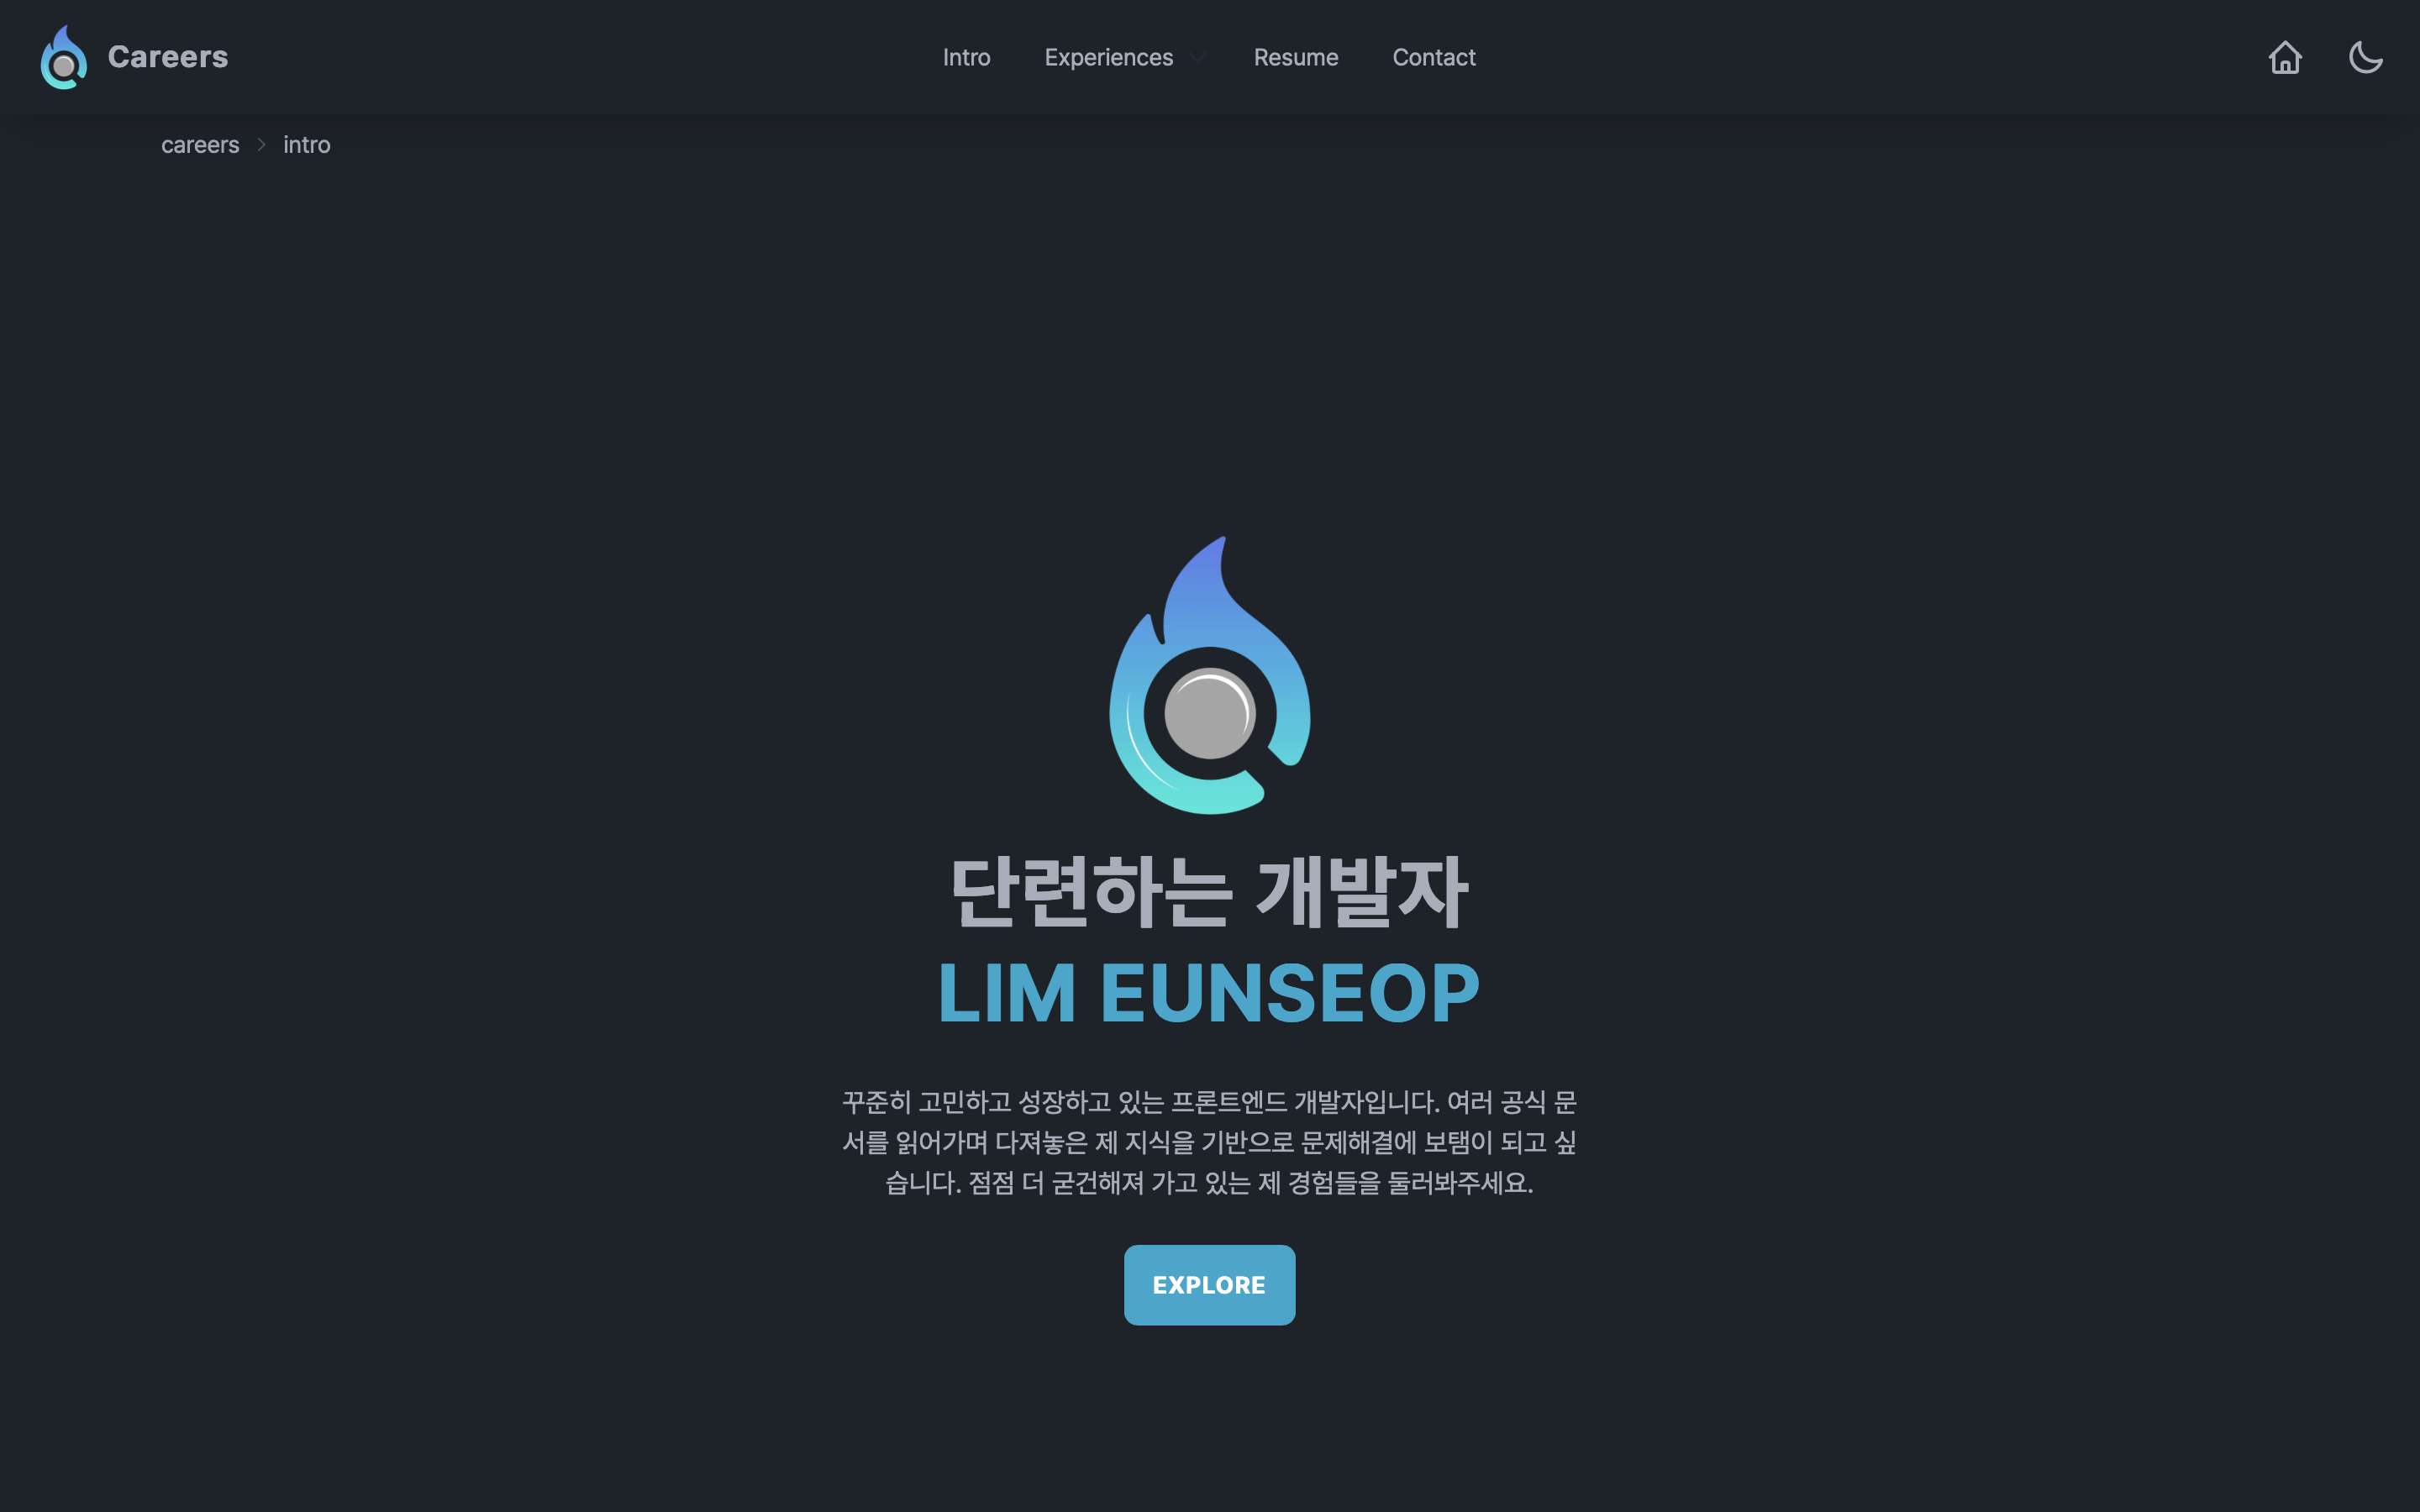 Careers
Intro
Experiences
Resume
Contact
careers > intro
단련하는 개발자
LIM EUNSEOP
꾸준히 고민하고 성장하고 있는 프론트엔드 개발자입니다. 여러 공식 문
서를 읽어가며 다져놓은 제 지식을 기반으로 문제해결에 보탬이 되고 싶
습니다. 점점 더 굳건해져 가고 있는 제 경험들을 둘러봐주세요.
EXPLORE